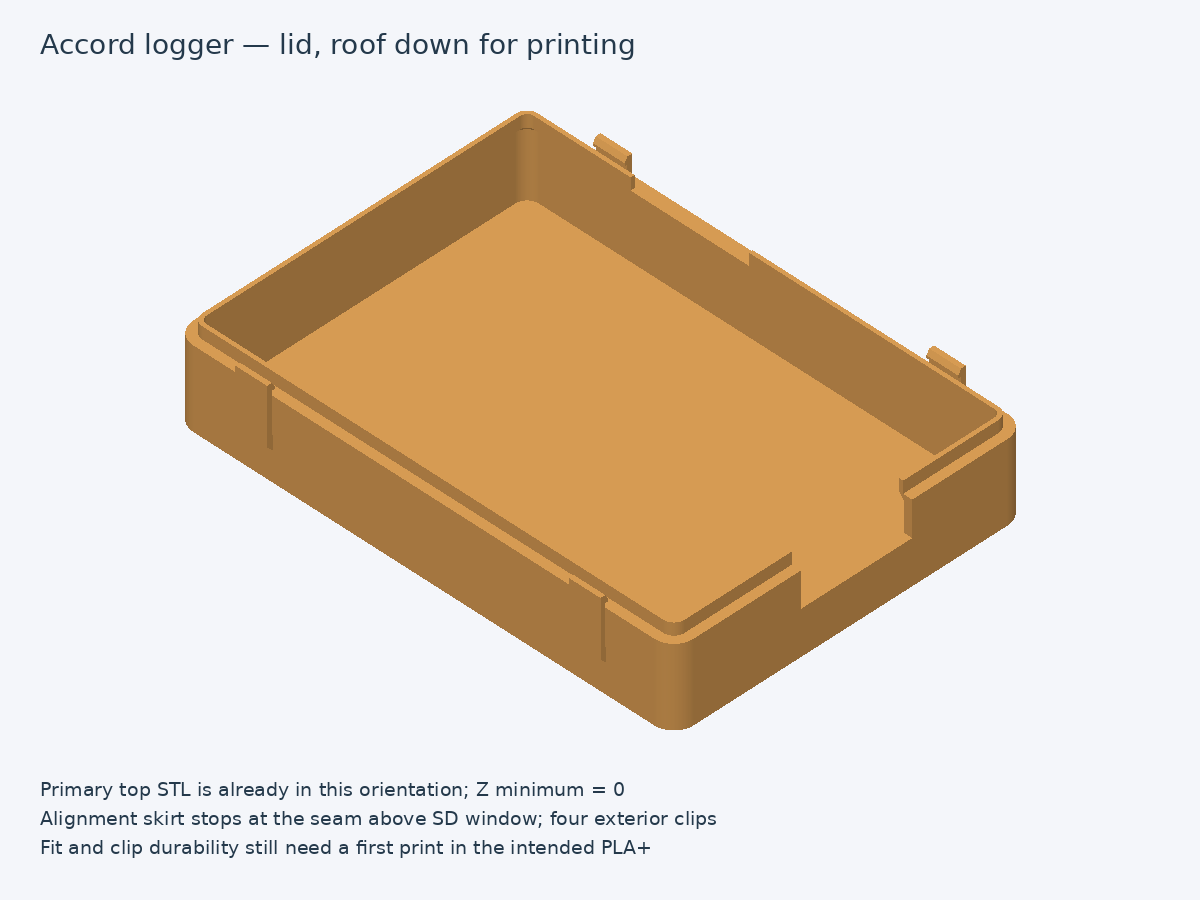 Accord logger — lid, roof down for printing
Primary top STL is already in this orientation; Z minimum = 0
Alignment skirt stops at the seam above SD window; four exterior clips
Fit and clip durability still need a first print in the intended PLA+